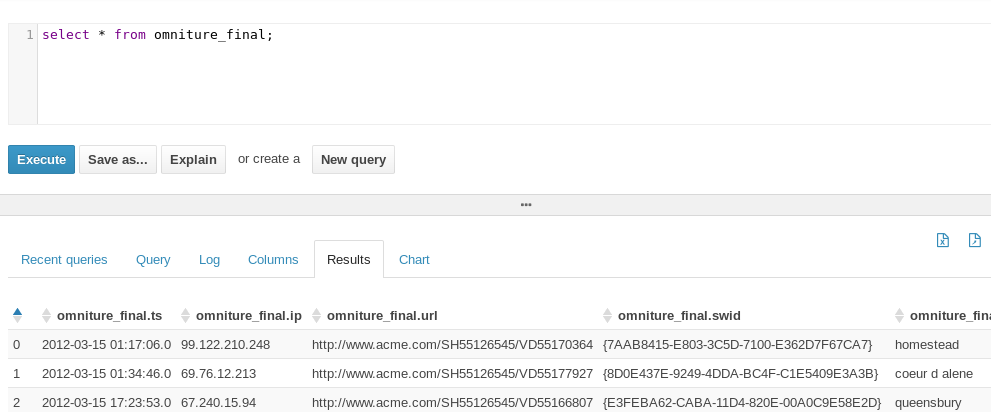 1 select * from omniture_final;
Execute Save as... Explain or create a New query
Recent queries Query Log Columns Results Chart
omniture_final.ts omniture_final.ip omniture_final.url omniture_final.swid
0 2012-03-15 01:17:06.0 99.122.210.248 http://www.acme.com/SH55126545/VD55170364 {7AAB8415-E803-3C5D-7100-E362D7F67CA7} homestead
1 2012-03-15 01:34:46.0 69.76.12.213 http://www.acme.com/SH55126545/VD55177927 {8D0E437E-9249-4DDA-BC4F-C1E5409E3A3B} coeur d alene
2 2012-03-15 17:23:53.0 67.240.15.94 http://www.acme.com/SH55126545/VD55166807 {E3FEBA62-CABA-11D4-820E-00A0C9E58E2D} queensbury